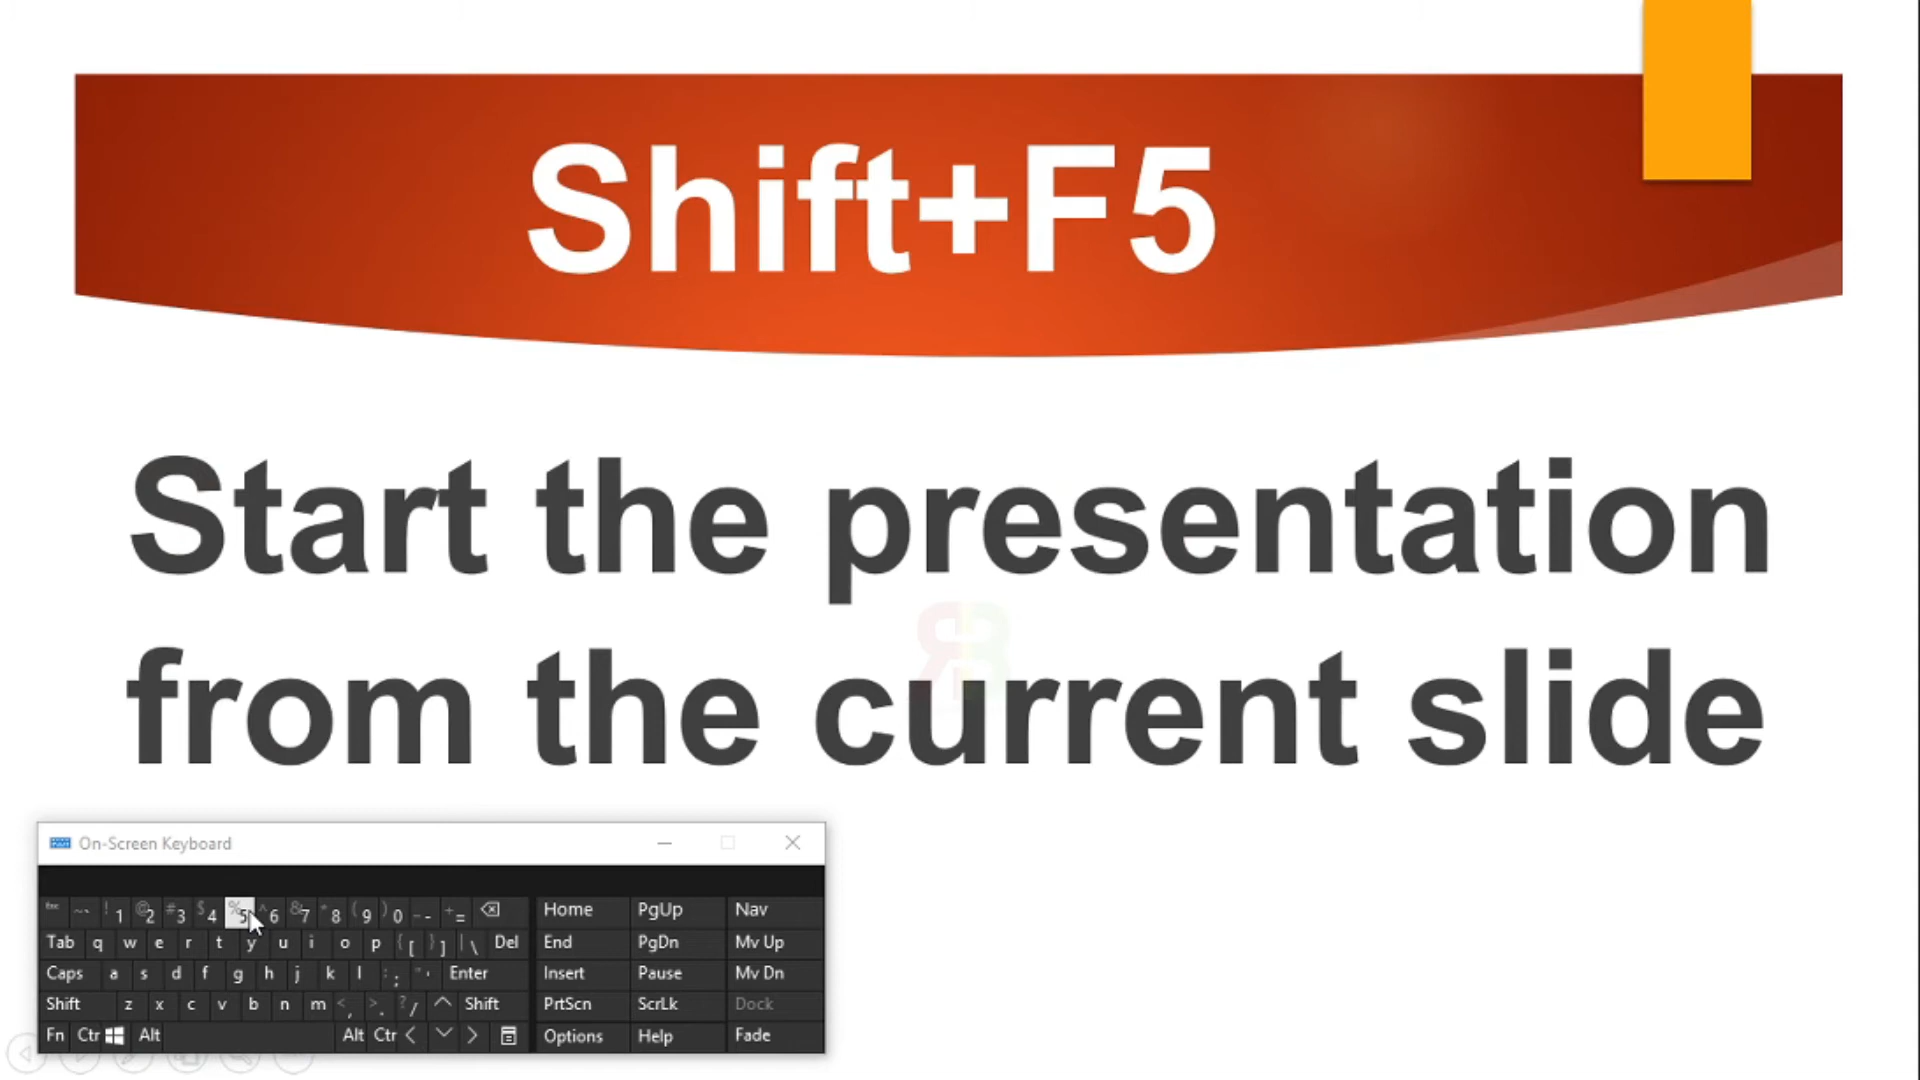 Shift+F5
Start the presentation
from the current slide
On-Screen Keyboard
Esc ~ ` ! 1 @ 2 # 3 $ 4 % 5 ^ 6 & 7 * 8 ( 9 ) 0 _ - + = Home PgUp Nav
Tab q w e r t y u i o p { [ } ] | \ Del End PgDn Mv Up
Caps a s d f g h j k l : ; " ' Enter Insert Pause Mv Dn
Shift z x c v b n m < , > . ? / Shift PrtScn ScrLk Dock
Fn Ctr Alt Alt Ctr Options Help Fade